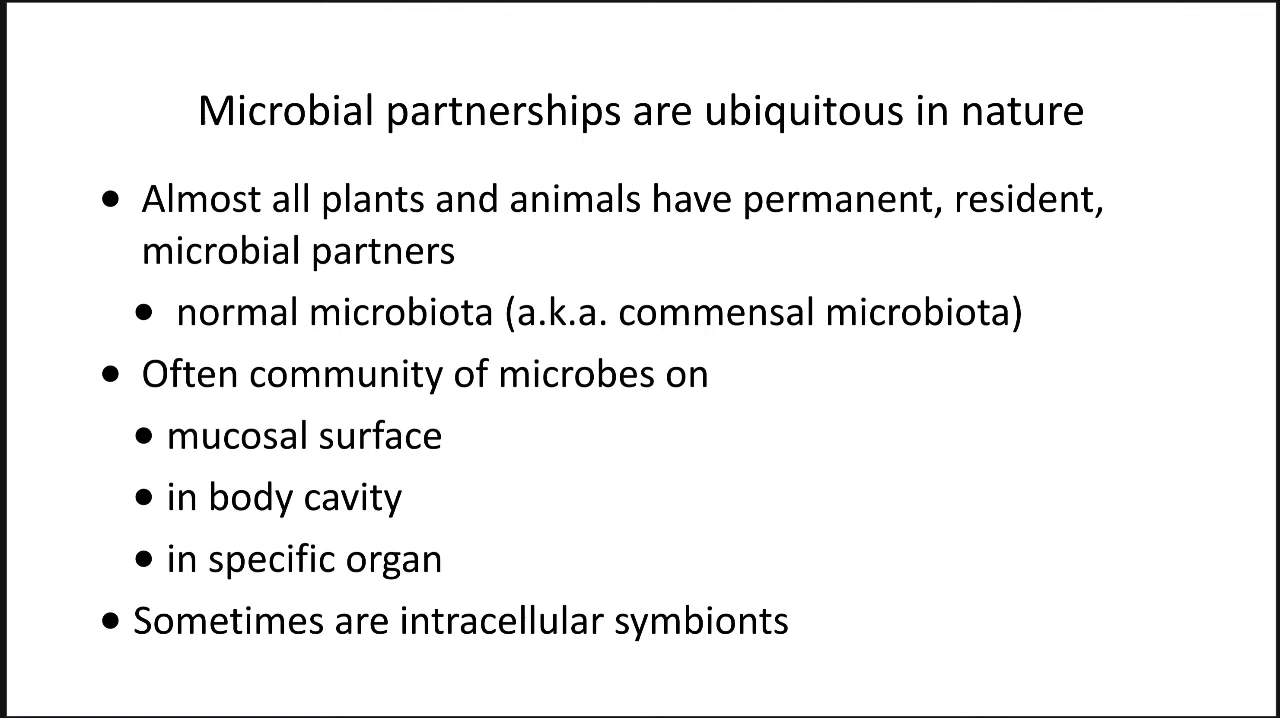 Microbial partnerships are ubiquitous in nature
• Almost all plants and animals have permanent, resident,
microbial partners
• normal microbiota (a.k.a. commensal microbiota)
• Often community of microbes on
• mucosal surface
• in body cavity
• in specific organ
• Sometimes are intracellular symbionts